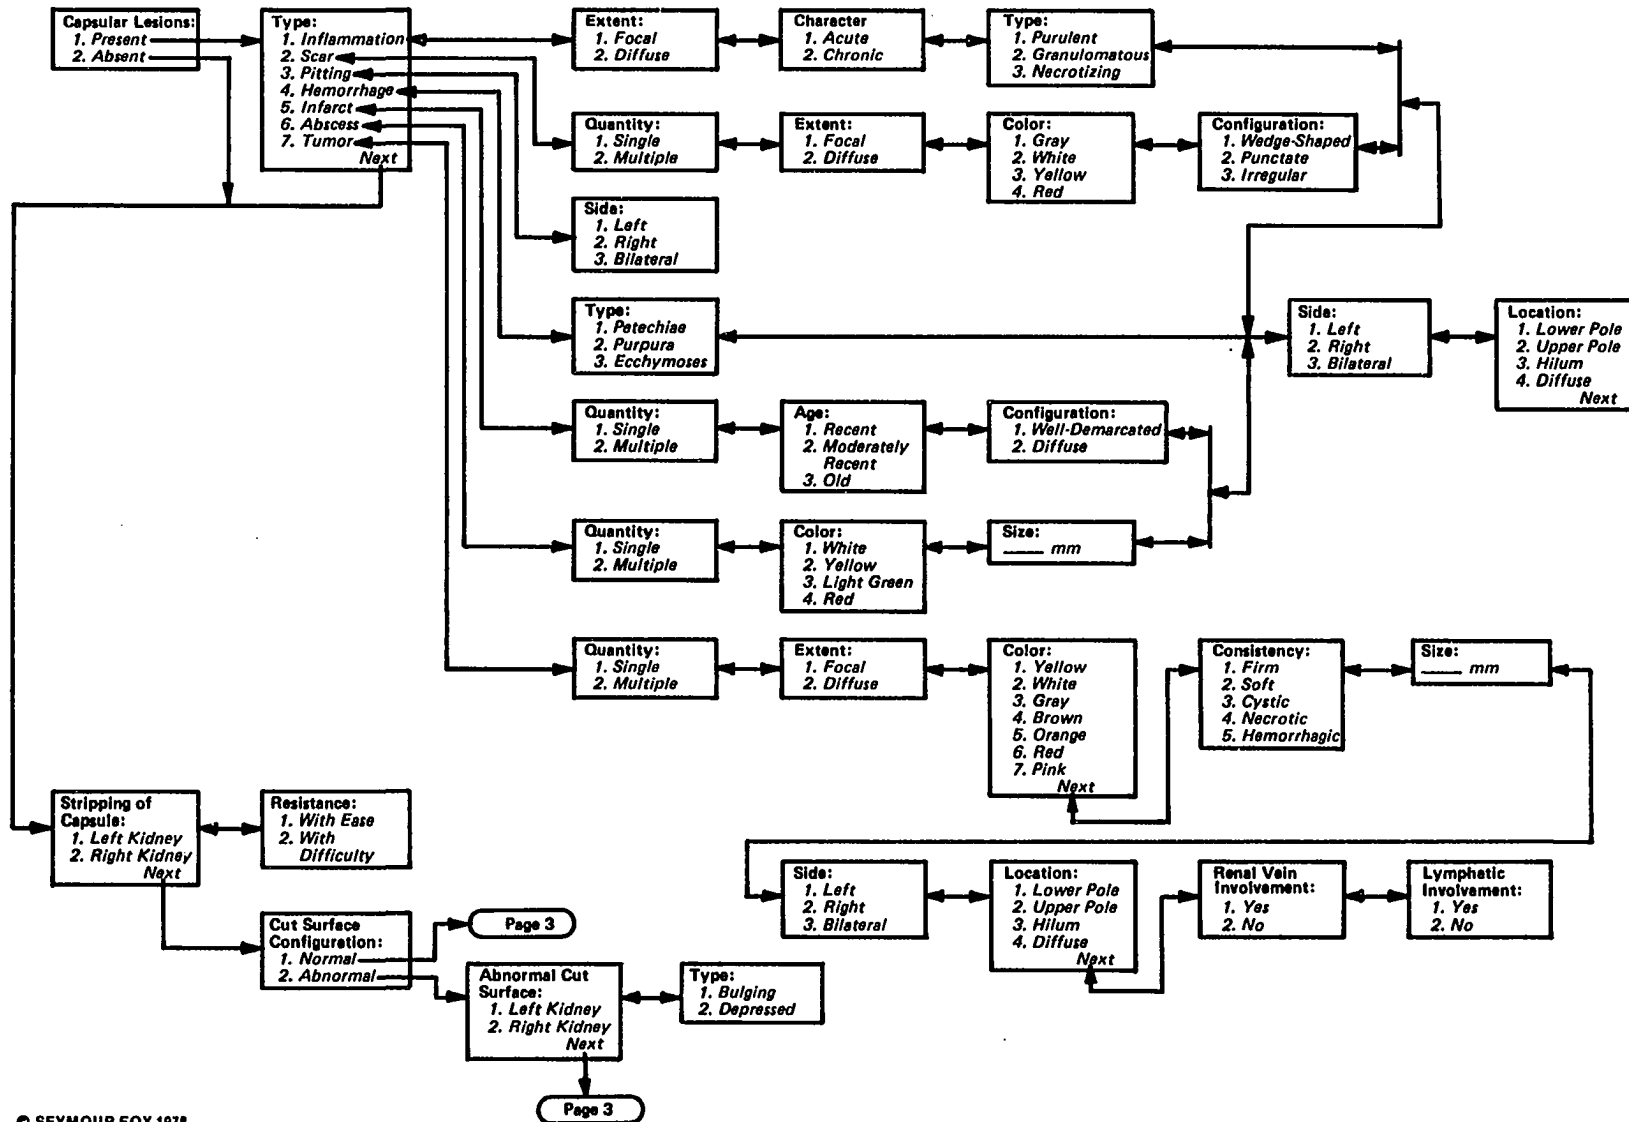 Capsular Lesions:
1. Present
2. Absent
Type:
1. Inflammation
2. Scar
3. Pitting
4. Hemorrhage
5. Infarct
6. Abscess
7. Tumor
Next
Extent:
1. Focal
2. Diffuse
Character
1. Acute
2. Chronic
Type:
1. Purulent
2. Granulomatous
3. Necrotizing
Quantity:
1. Single
2. Multiple
Extent:
1. Focal
2. Diffuse
Color:
1. Gray
2. White
3. Yellow
4. Red
Configuration:
1. Wedge-Shaped
2. Punctate
3. Irregular
Side:
1. Left
2. Right
3. Bilateral
Type:
1. Petechiae
2. Purpura
3. Ecchymoses
Side:
1. Left
2. Right
3. Bilateral
Location:
1. Lower Pole
2. Upper Pole
3. Hilum
4. Diffuse
Next
Quantity:
1. Single
2. Multiple
Age:
1. Recent
2. Moderately
Recent
3. Old
Configuration:
1. Well-Demarcated
2. Diffuse
Quantity:
1. Single
2. Multiple
Color:
1. White
2. Yellow
3. Light Green
4. Red
Size:
____ mm
Quantity:
1. Single
2. Multiple
Extent:
1. Focal
2. Diffuse
Color:
1. Yellow
2. White
3. Gray
4. Brown
5. Orange
6. Red
7. Pink
Next
Consistency:
1. Firm
2. Soft
3. Cystic
4. Necrotic
5. Hemorrhagic
Size:
____ mm
Side:
1. Left
2. Right
3. Bilateral
Location:
1. Lower Pole
2. Upper Pole
3. Hilum
4. Diffuse
Next
Renal Vein
Involvement:
1. Yes
2. No
Lymphatic
Involvement:
1. Yes
2. No
Stripping of
Capsule:
1. Left Kidney
2. Right Kidney
Next
Resistance:
1. With Ease
2. With
Difficulty
Cut Surface
Configuration:
1. Normal
2. Abnormal
Page 3
Abnormal Cut
Surface:
1. Left Kidney
2. Right Kidney
Next
Type:
1. Bulging
2. Depressed
Page 3
© SEYMOUR FOX 1978